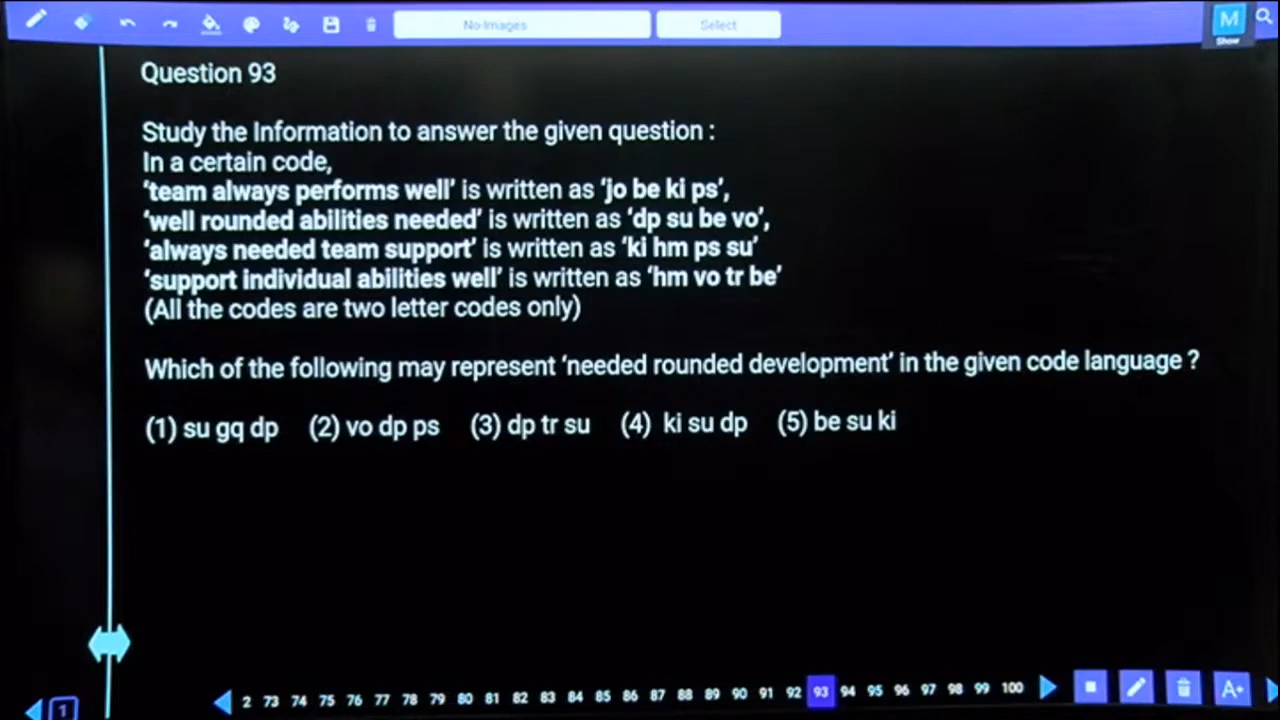 No Images
Select
M
Show
Question 93
Study the Information to answer the given question :
In a certain code,
‘team always performs well’ is written as ‘jo be ki ps’,
‘well rounded abilities needed’ is written as ‘dp su be vo’,
‘always needed team support’ is written as ‘ki hm ps su’
‘support individual abilities well’ is written as ‘hm vo tr be’
(All the codes are two letter codes only)
Which of the following may represent ‘needed rounded development’ in the given code language ?
(1) su gq dp (2) vo dp ps (3) dp tr su (4) ki su dp (5) be su ki
1
2 73 74 75 76 77 78 79 80 81 82 83 84 85 86 87 88 89 90 91 92 93 94 95 96 97 98 99 100
A+